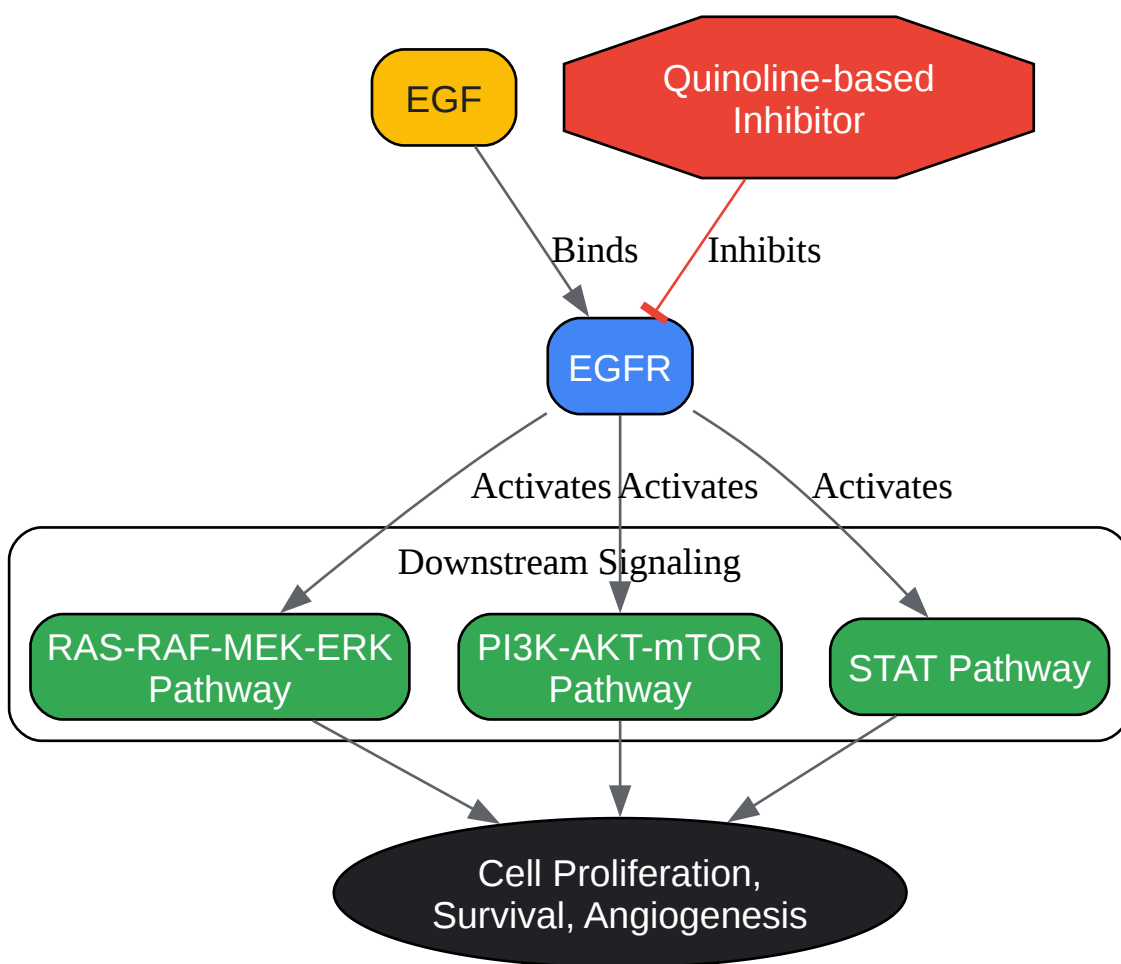 EGF
Quinoline-based
Inhibitor
Binds
Inhibits
EGFR
Activates
Activates
Activates
Downstream Signaling
RAS-RAF-MEK-ERK
Pathway
PI3K-AKT-mTOR
Pathway
STAT Pathway
Cell Proliferation,
Survival, Angiogenesis